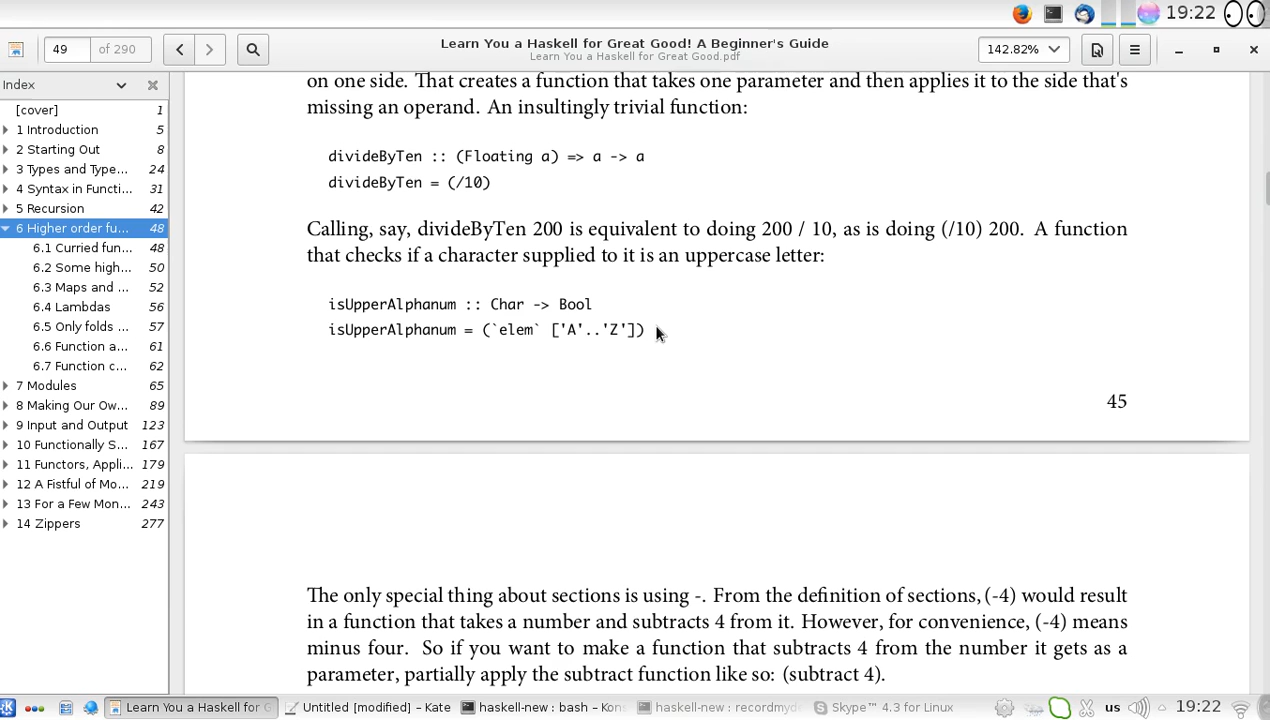 19:22
49 of 290
Learn You a Haskell for Great Good! A Beginner's Guide
Learn You a Haskell for Great Good.pdf
142.82%
Index
[cover] 1
1 Introduction 5
2 Starting Out 8
3 Types and Type... 24
4 Syntax in Functi... 31
5 Recursion 42
6 Higher order fu... 48
6.1 Curried fun... 48
6.2 Some high... 50
6.3 Maps and ... 52
6.4 Lambdas 56
6.5 Only folds ... 57
6.6 Function a... 61
6.7 Function c... 62
7 Modules 65
8 Making Our Ow... 89
9 Input and Output 123
10 Functionally S... 167
11 Functors, Appli... 179
12 A Fistful of Mo... 219
13 For a Few Mon... 243
14 Zippers 277
on one side. That creates a function that takes one parameter and then applies it to the side that's
missing an operand. An insultingly trivial function:
divideByTen :: (Floating a) => a -> a
divideByTen = (/10)
Calling, say, divideByTen 200 is equivalent to doing 200 / 10, as is doing (/10) 200. A function
that checks if a character supplied to it is an uppercase letter:
isUpperAlphanum :: Char -> Bool
isUpperAlphanum = (`elem` ['A'..'Z'])
45
The only special thing about sections is using -. From the definition of sections, (-4) would result
in a function that takes a number and subtracts 4 from it. However, for convenience, (-4) means
minus four. So if you want to make a function that subtracts 4 from the number it gets as a
parameter, partially apply the subtract function like so: (subtract 4).
Learn You a Haskell for G
Untitled [modified] – Kate
haskell-new : bash – Kons
haskell-new : recordmyde
Skype™ 4.3 for Linux
us
19:22